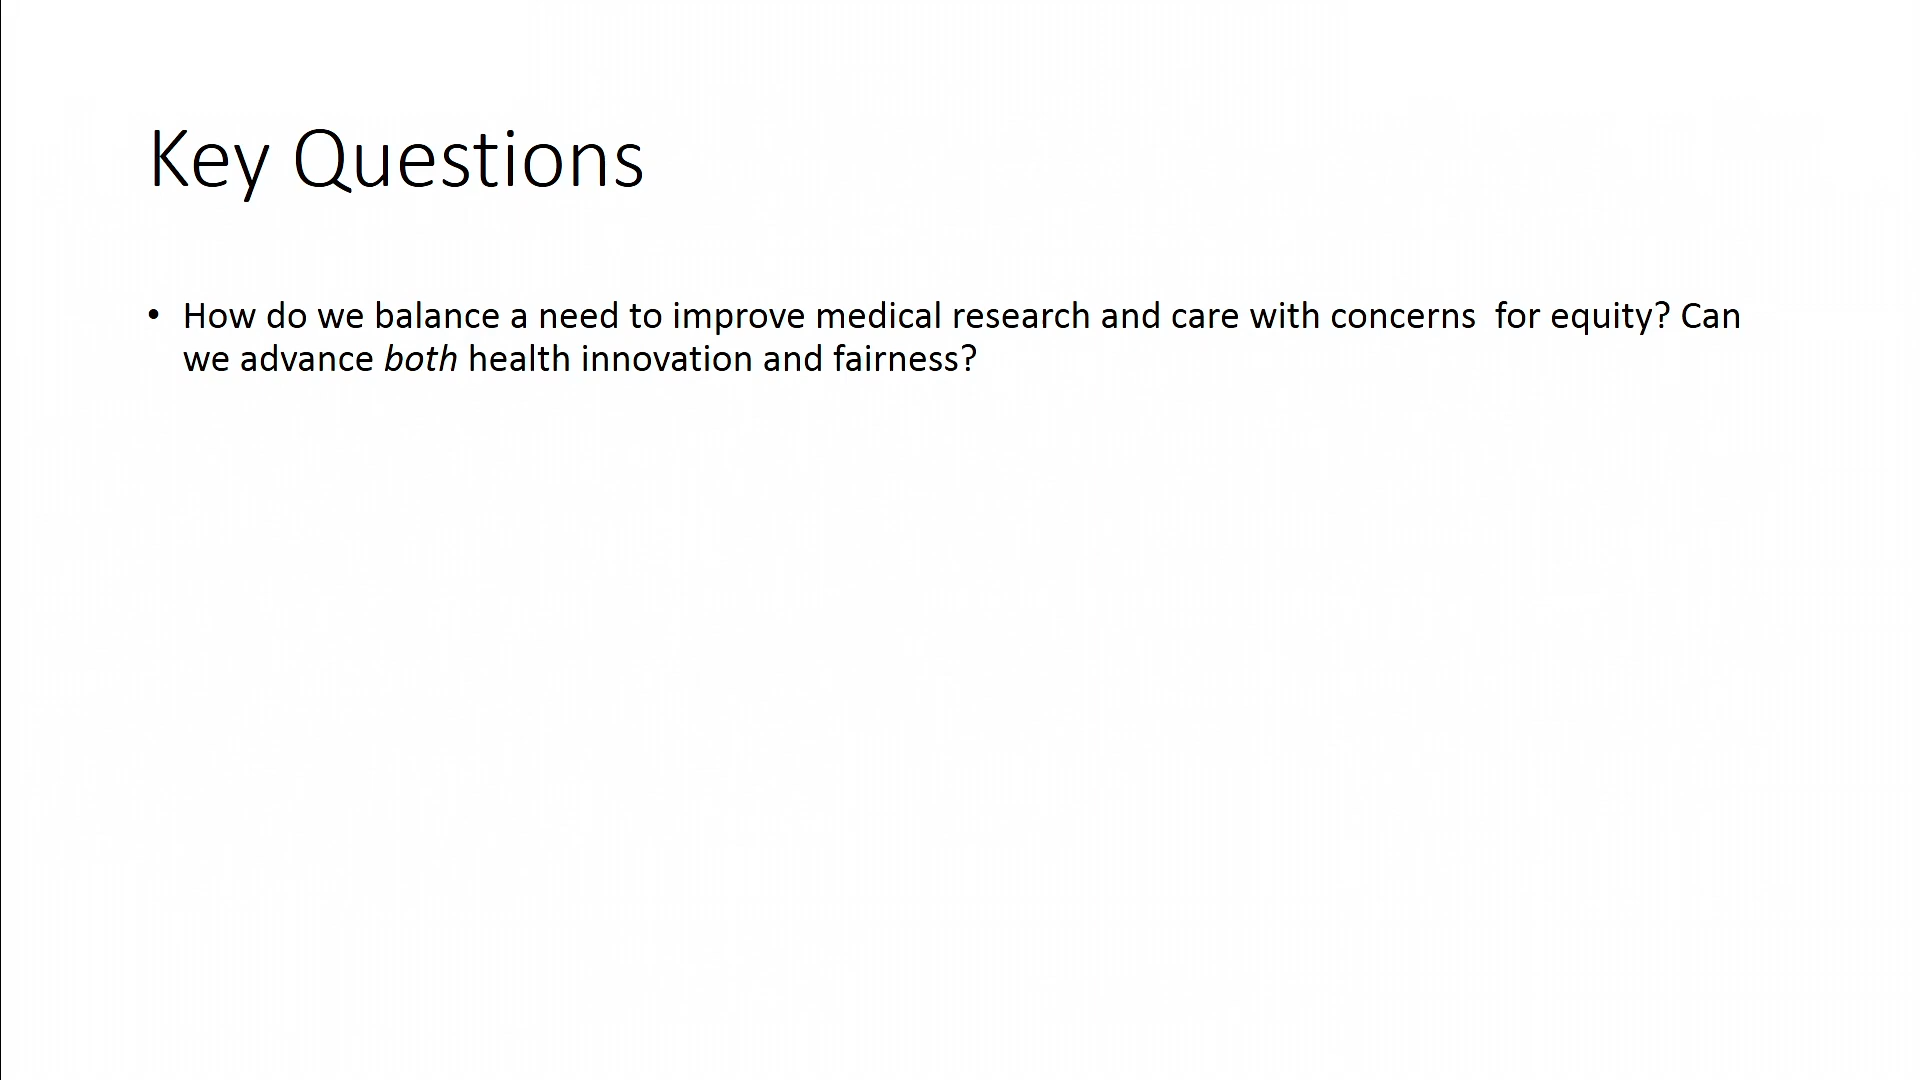 Key Questions
• How do we balance a need to improve medical research and care with concerns  for equity? Can
we advance both health innovation and fairness?